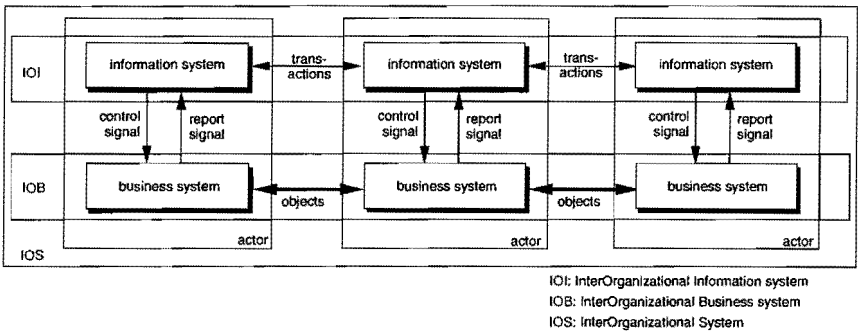 information system
trans-
actions
information system
trans-
actions
information system
IOI
control
signal
report
signal
control
signal
report
signal
control
signal
report
signal
IOB
business system
objects
business system
objects
business system
actor
actor
actor
IOS
IOI: InterOrganizational Information system
IOB: InterOrganizational Business system
IOS: InterOrganizational System